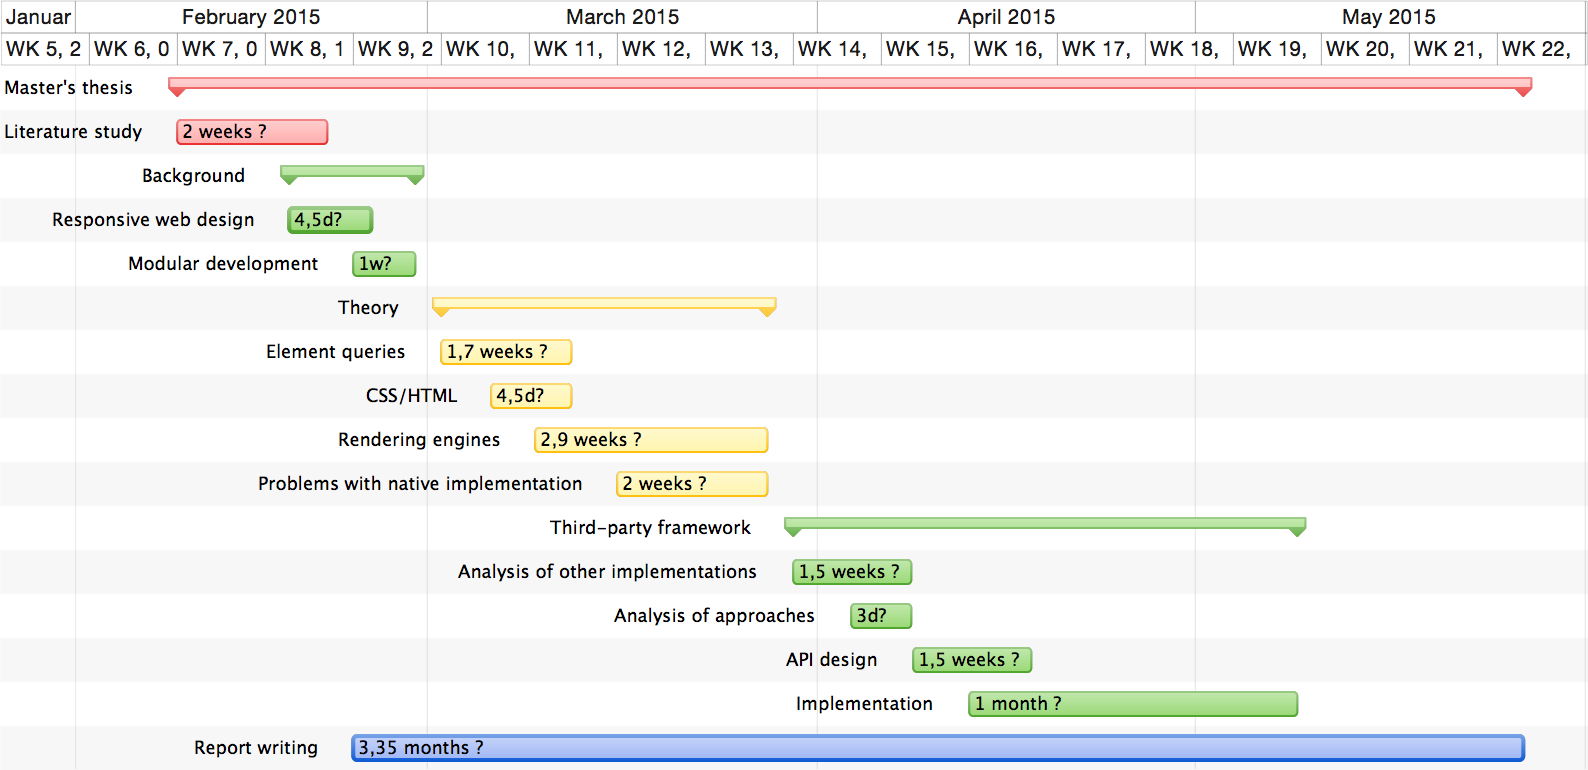 Januar February 2015 March 2015 April 2015 May 2015
WK 5, 2 WK 6, 0 WK 7, 0 WK 8, 1 WK 9, 2 WK 10, WK 11, WK 12, WK 13, WK 14, WK 15, WK 16, WK 17, WK 18, WK 19, WK 20, WK 21, WK 22,
Master's thesis
Literature study 2 weeks ?
Background
Responsive web design 4,5d?
Modular development 1w?
Theory
Element queries 1,7 weeks ?
CSS/HTML 4,5d?
Rendering engines 2,9 weeks ?
Problems with native implementation 2 weeks ?
Third-party framework
Analysis of other implementations 1,5 weeks ?
Analysis of approaches 3d?
API design 1,5 weeks ?
Implementation 1 month ?
Report writing 3,35 months ?